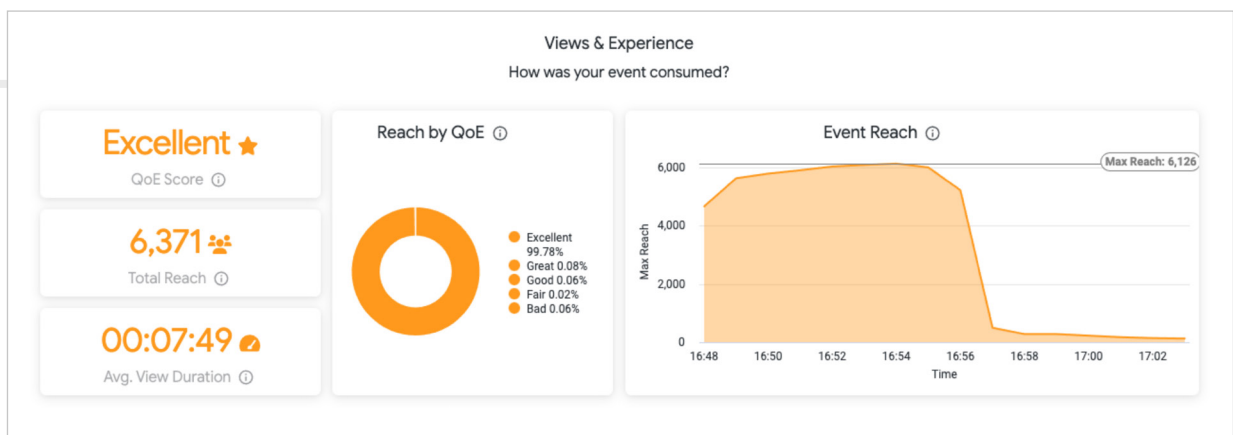 Views & Experience
How was your event consumed?
Excellent
QoE Score
6,371
Total Reach
00:07:49
Avg. View Duration
Reach by QoE
Excellent
99.78%
Great 0.08%
Good 0.06%
Fair 0.02%
Bad 0.06%
Event Reach
Max Reach: 6,126
Max Reach
6,000
4,000
2,000
0
16:48 16:50 16:52 16:54 16:56 16:58 17:00 17:02
Time